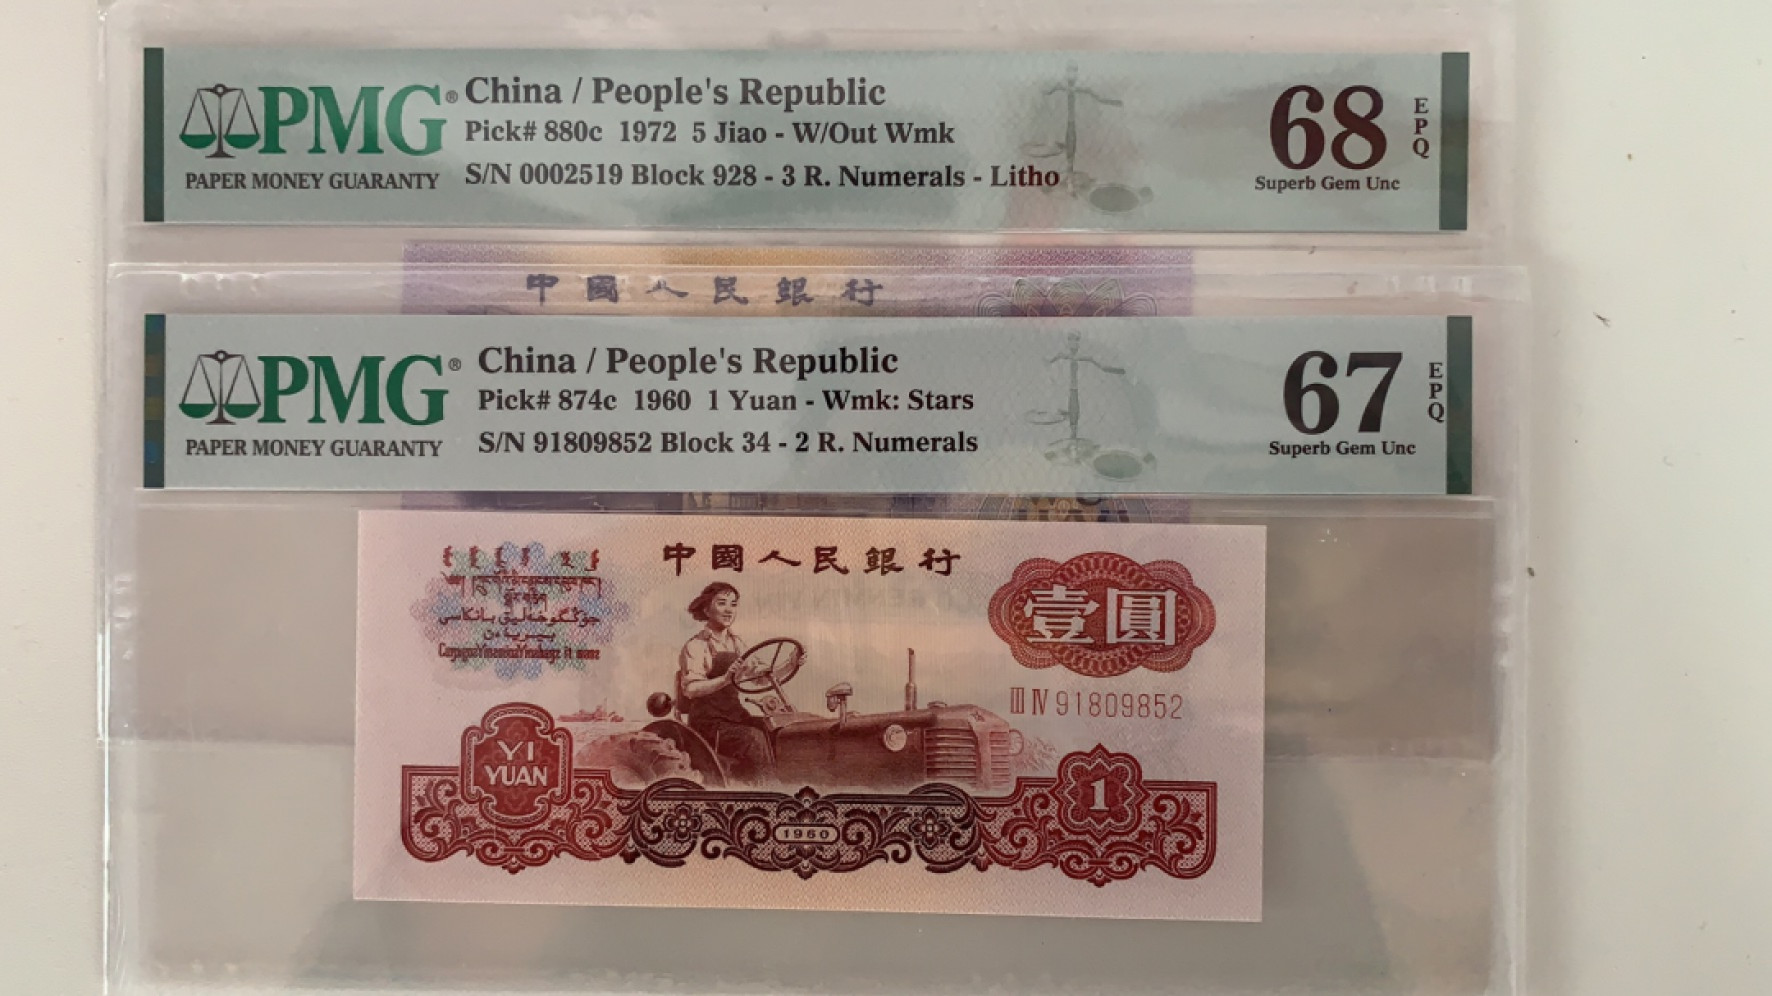 PMG®
PAPER MONEY GUARANTY
China / People's Republic
Pick# 880c 1972 5 Jiao - W/Out Wmk
S/N 0002519 Block 928 - 3 R. Numerals - Litho
68
EPQ
Superb Gem Unc
中國人民銀行
PMG®
PAPER MONEY GUARANTY
China / People's Republic
Pick# 874c 1960 1 Yuan - Wmk: Stars
S/N 91809852 Block 34 - 2 R. Numerals
67
EPQ
Superb Gem Unc
中國人民銀行
壹圓
ⅢⅣ91809852
YI
YUAN
1
1960